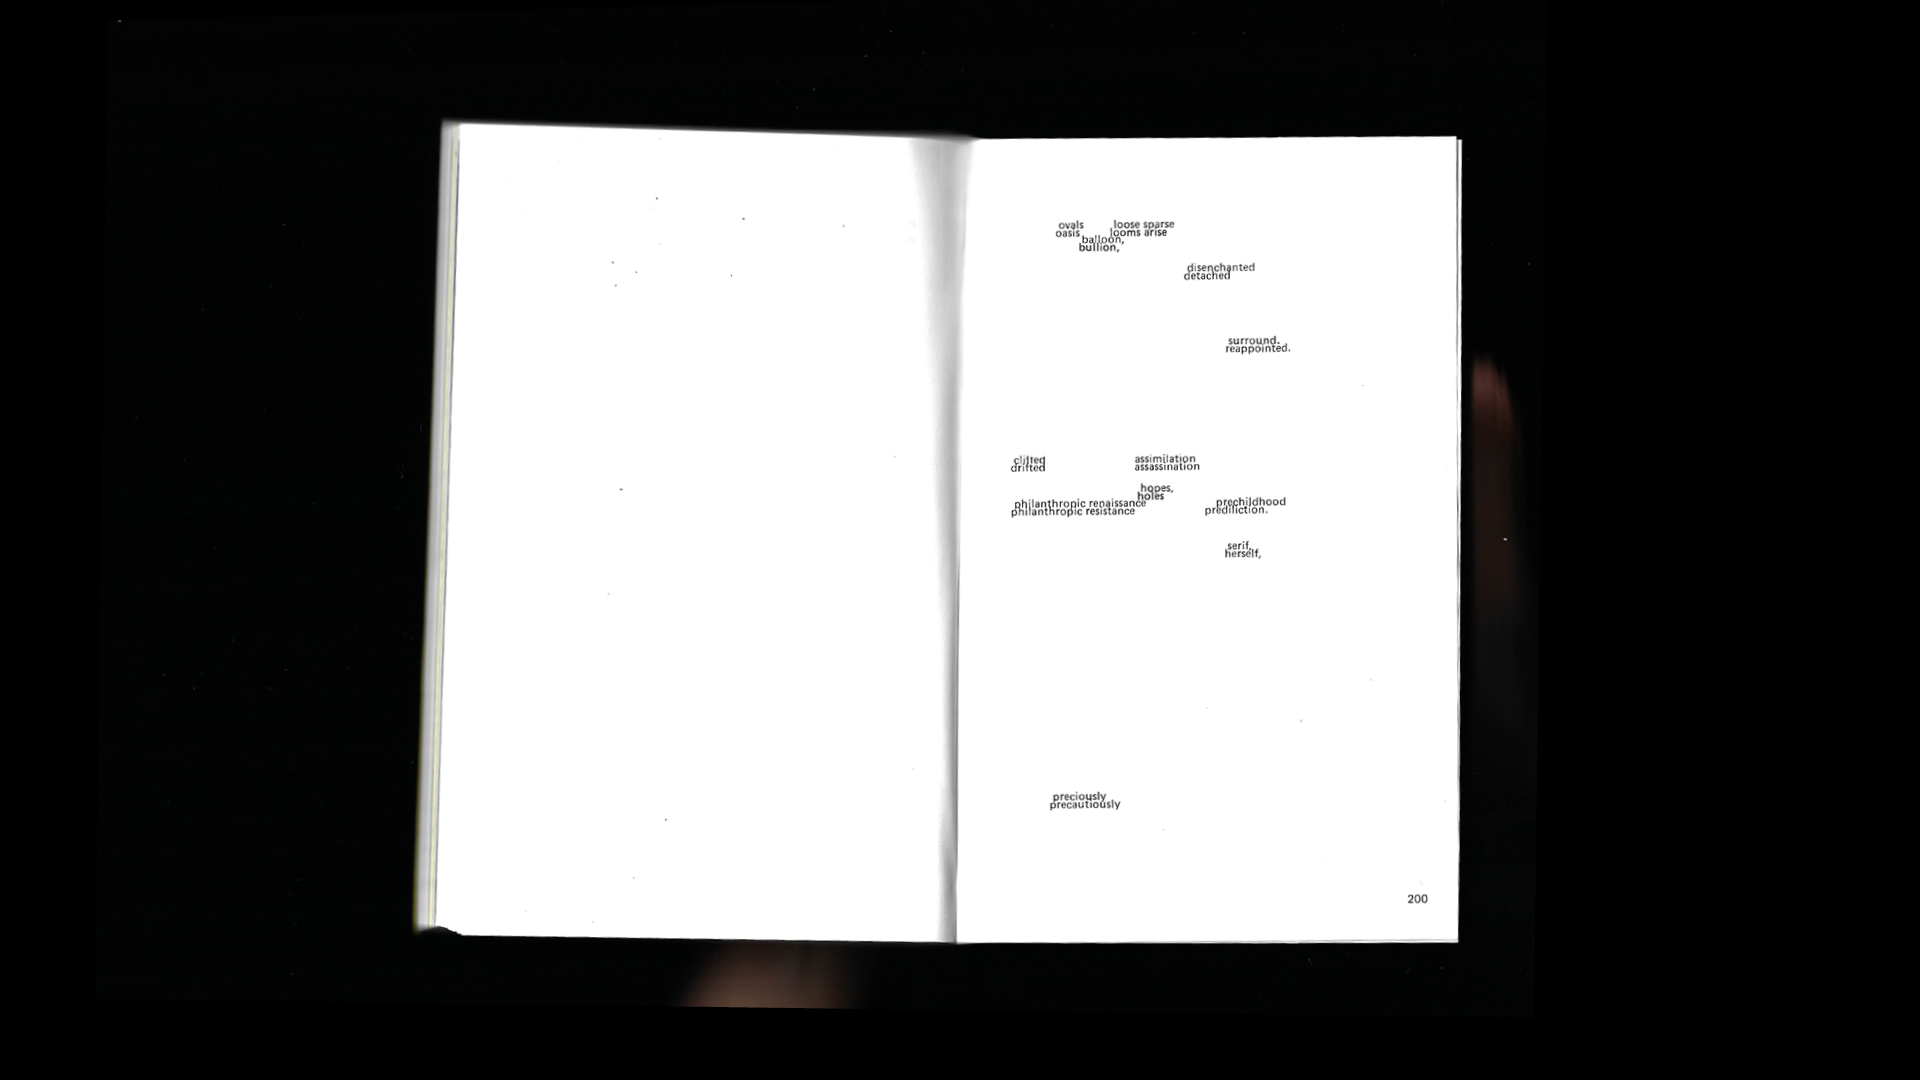 ovals loose sparse
oasis looms arise
balloon,
bullion,
disenchanted
detached
surround.
reappointed.
clifted assimilation
drifted assassination
hopes,
holes
philanthropic renaissance prechildhood
philanthropic resistance
serif,
herself,
preciously
precautiously
200